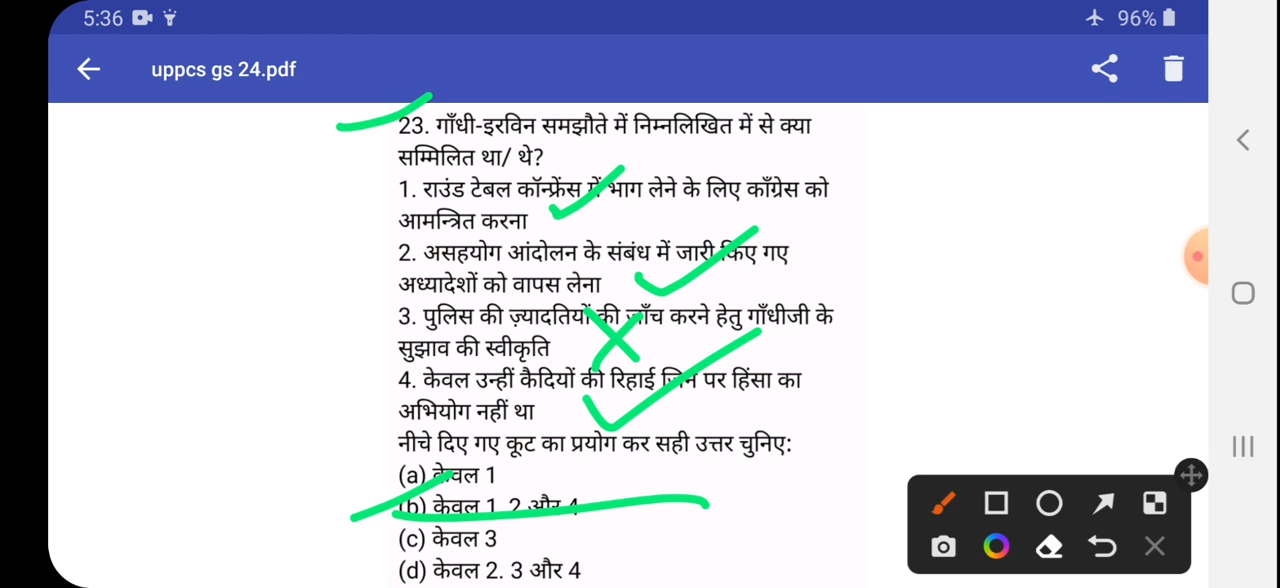 5:36
96%
uppcs gs 24.pdf
23. गाँधी-इरविन समझौते में निम्नलिखित में से क्या
सम्मिलित था/ थे?
1. राउंड टेबल कॉन्फ्रेंस में भाग लेने के लिए काँग्रेस को
आमन्त्रित करना
2. असहयोग आंदोलन के संबंध में जारी किए गए
अध्यादेशों को वापस लेना
3. पुलिस की ज़्यादतियों की जाँच करने हेतु गाँधीजी के
सुझाव की स्वीकृति
4. केवल उन्हीं कैदियों की रिहाई जिन पर हिंसा का
अभियोग नहीं था
नीचे दिए गए कूट का प्रयोग कर सही उत्तर चुनिए:
(a) केवल 1
(b) केवल 1, 2 और 4
(c) केवल 3
(d) केवल 2. 3 और 4